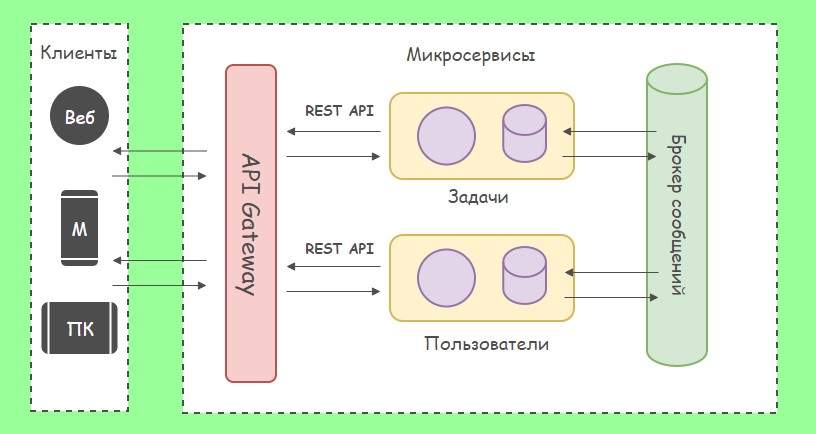 Клиенты
Веб
М
ПК
API Gateway
Микросервисы
REST API
Задачи
REST API
Пользователи
Брокер сообщений